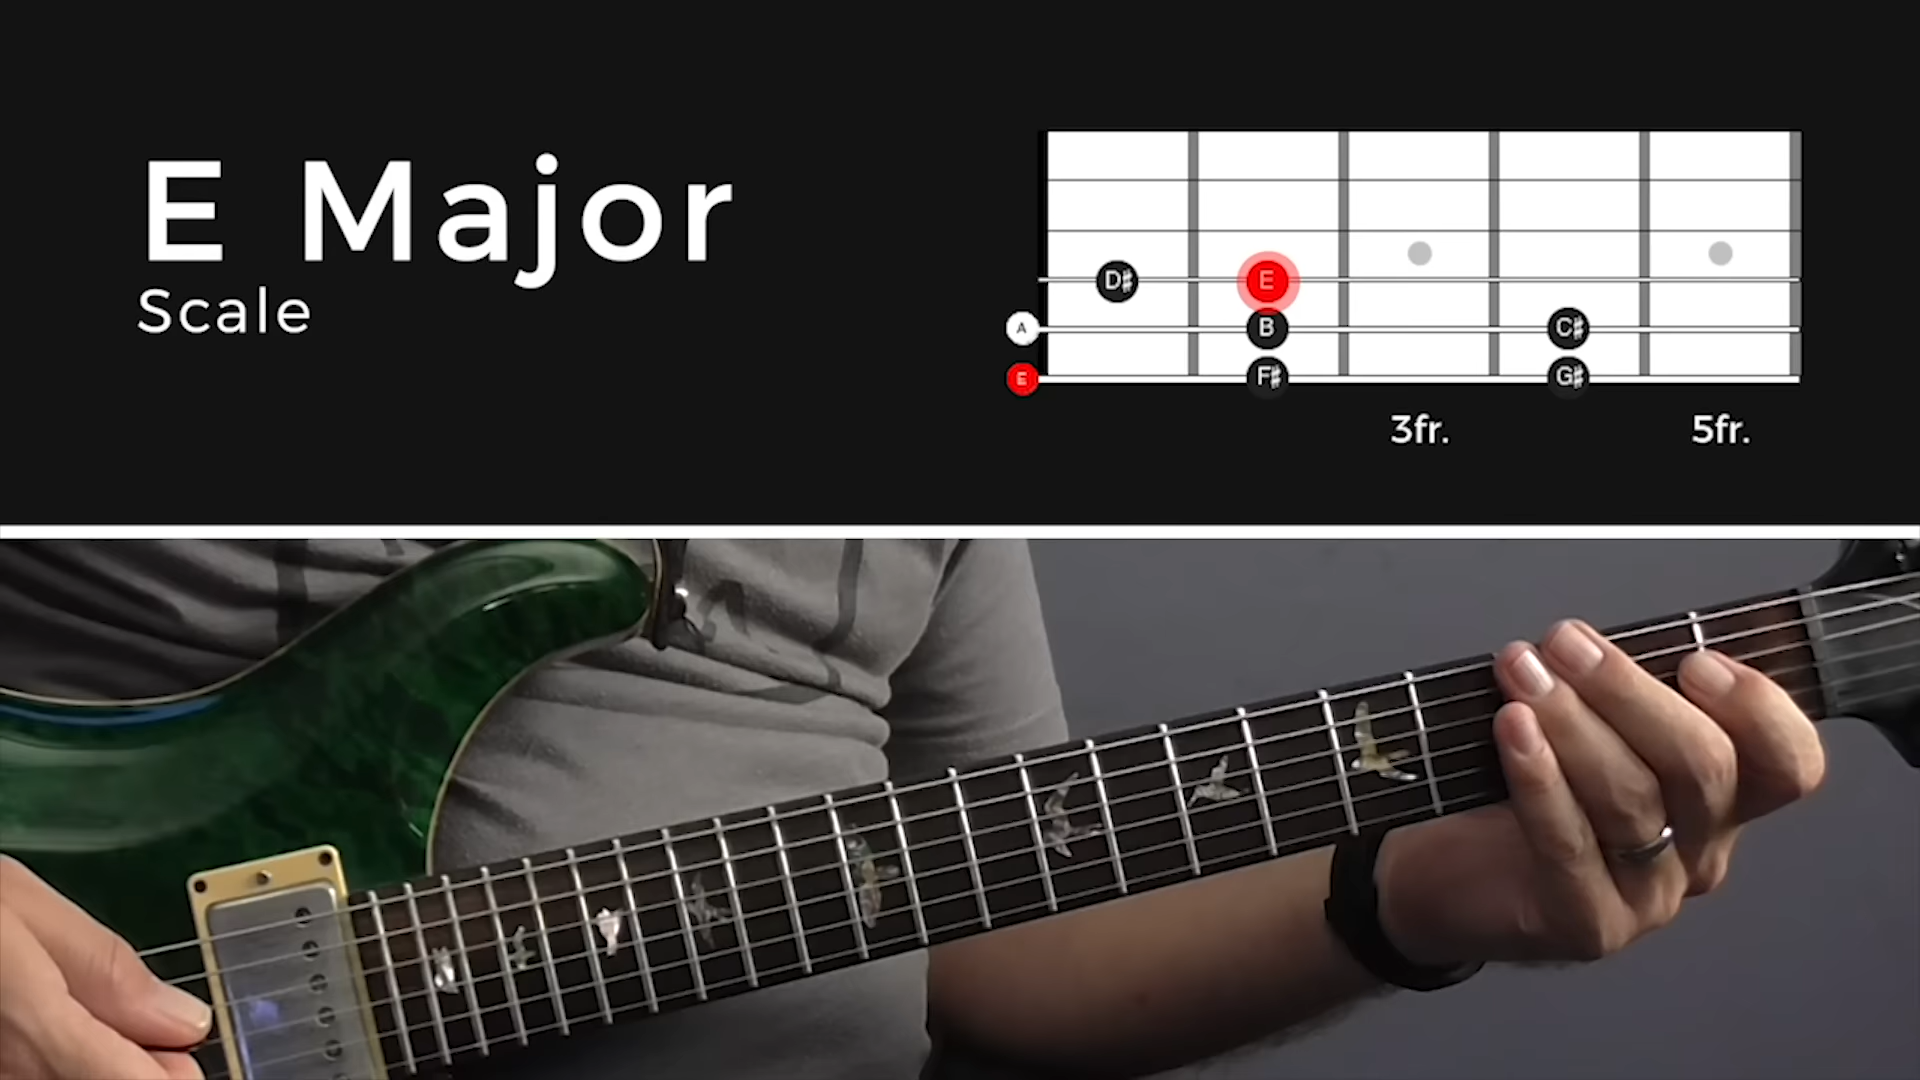 E Major
Scale
D♯ E
A B C♯
E F♯ G♯
3fr. 5fr.